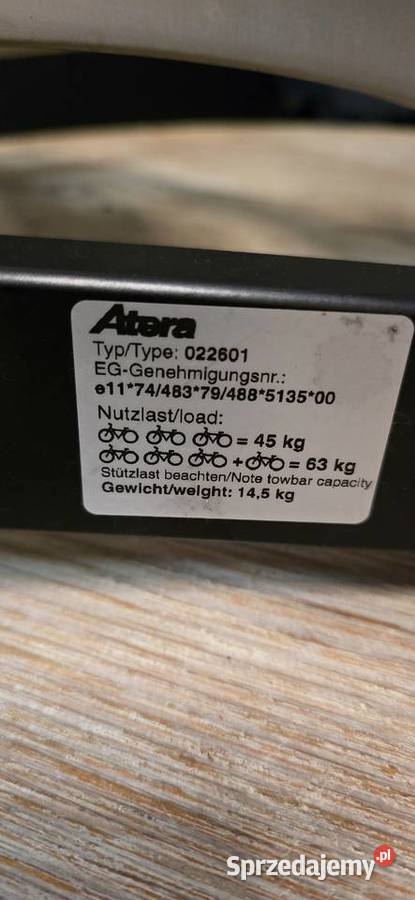 Atera
Typ/Type: 022601
EG-Genehmigungsnr.:
e11*74/483*79/488*5135*00
Nutzlast/load:
= 45 kg
+ = 63 kg
Stützlast beachten/Note towbar capacity
Gewicht/weight: 14,5 kg
Sprzedajemy.pl